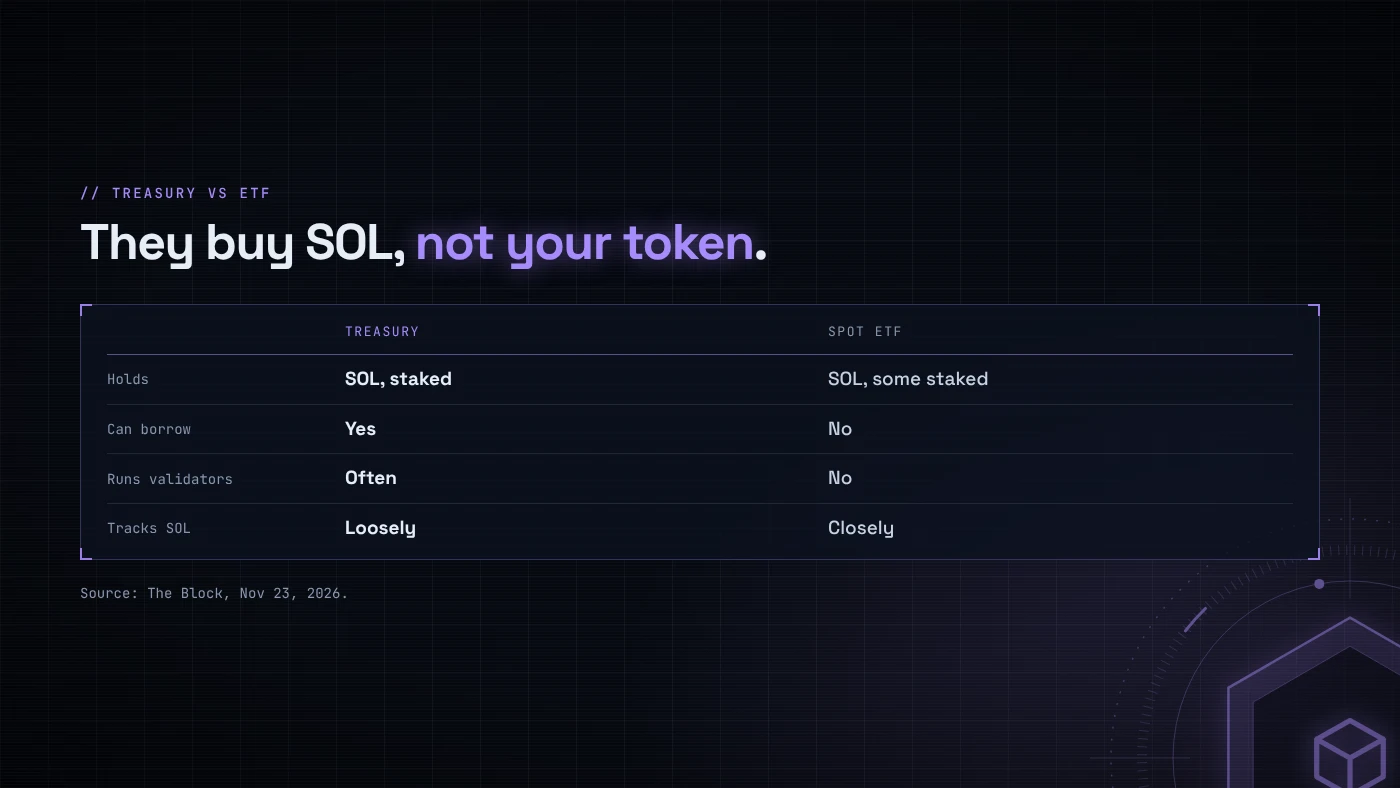 // TREASURY VS ETF
They buy SOL, not your token.
TREASURY SPOT ETF
Holds SOL, staked SOL, some staked
Can borrow Yes No
Runs validators Often No
Tracks SOL Loosely Closely
Source: The Block, Nov 23, 2026.